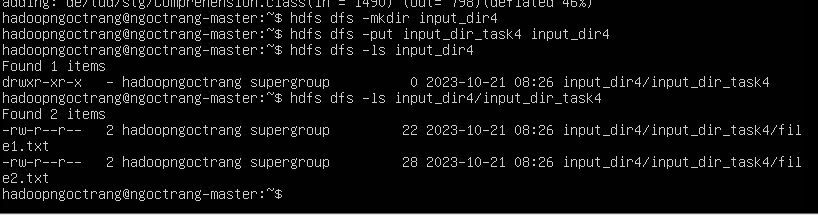 adding: de/tud/stg/Comprehension.class(in = 1490) (out= 798)(deflated 46%)
hadoopngoctrang@ngoctrang-master:~$ hdfs dfs -mkdir input_dir4
hadoopngoctrang@ngoctrang-master:~$ hdfs dfs -put input_dir_task4 input_dir4
hadoopngoctrang@ngoctrang-master:~$ hdfs dfs -ls input_dir4
Found 1 items
drwxr-xr-x   - hadoopngoctrang supergroup          0 2023-10-21 08:26 input_dir4/input_dir_task4
hadoopngoctrang@ngoctrang-master:~$ hdfs dfs -ls input_dir4/input_dir_task4
Found 2 items
-rw-r--r--   2 hadoopngoctrang supergroup         22 2023-10-21 08:26 input_dir4/input_dir_task4/fil
e1.txt
-rw-r--r--   2 hadoopngoctrang supergroup         28 2023-10-21 08:26 input_dir4/input_dir_task4/fil
e2.txt
hadoopngoctrang@ngoctrang-master:~$